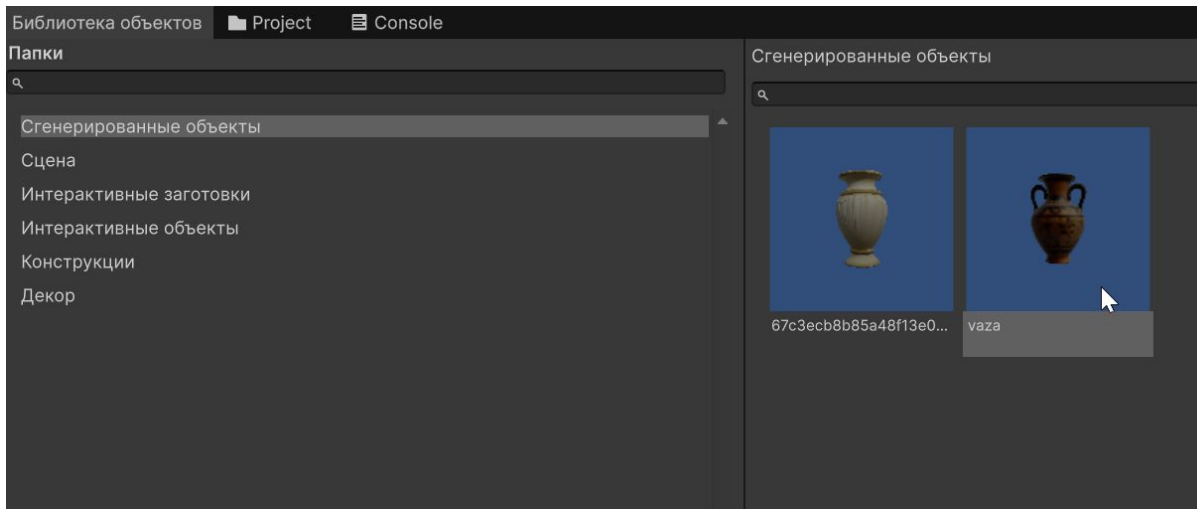 Библиотека объектов Project Console
Папки
Сгенерированные объекты
Сцена
Интерактивные заготовки
Интерактивные объекты
Конструкции
Декор
Сгенерированные объекты
67c3ecb8b85a48f13e0... vaza